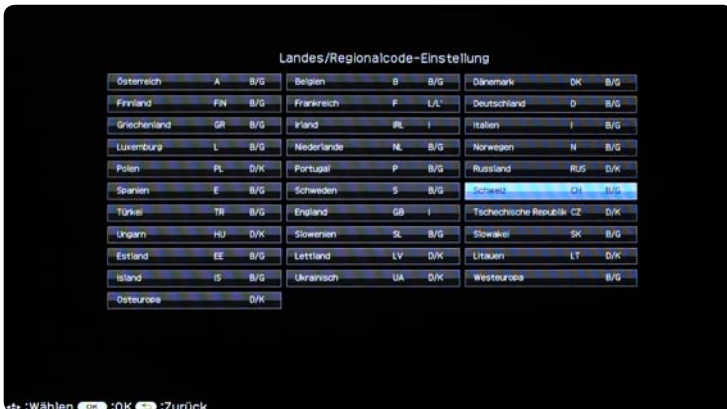 Landes/Regionalcode-Einstellung
Österreich A B/G Belgien B B/G Dänemark DK B/G
Finnland FIN B/G Frankreich F L/L' Deutschland D B/G
Griechenland GR B/G Irland IRL I Italien I B/G
Luxemburg L B/G Niederlande NL B/G Norwegen N B/G
Polen PL D/K Portugal P B/G Russland RUS D/K
Spanien E B/G Schweden S B/G Schweiz CH B/G
Türkei TR B/G England GB I Tschechische Republik CZ D/K
Ungarn HU D/K Slowenien SL B/G Slowakei SK B/G
Estland EE B/G Lettland LV D/K Litauen LT D/K
Island IS B/G Ukrainisch UA D/K Westeuropa B/G
Osteuropa D/K
:Wählen OK :OK :Zurück